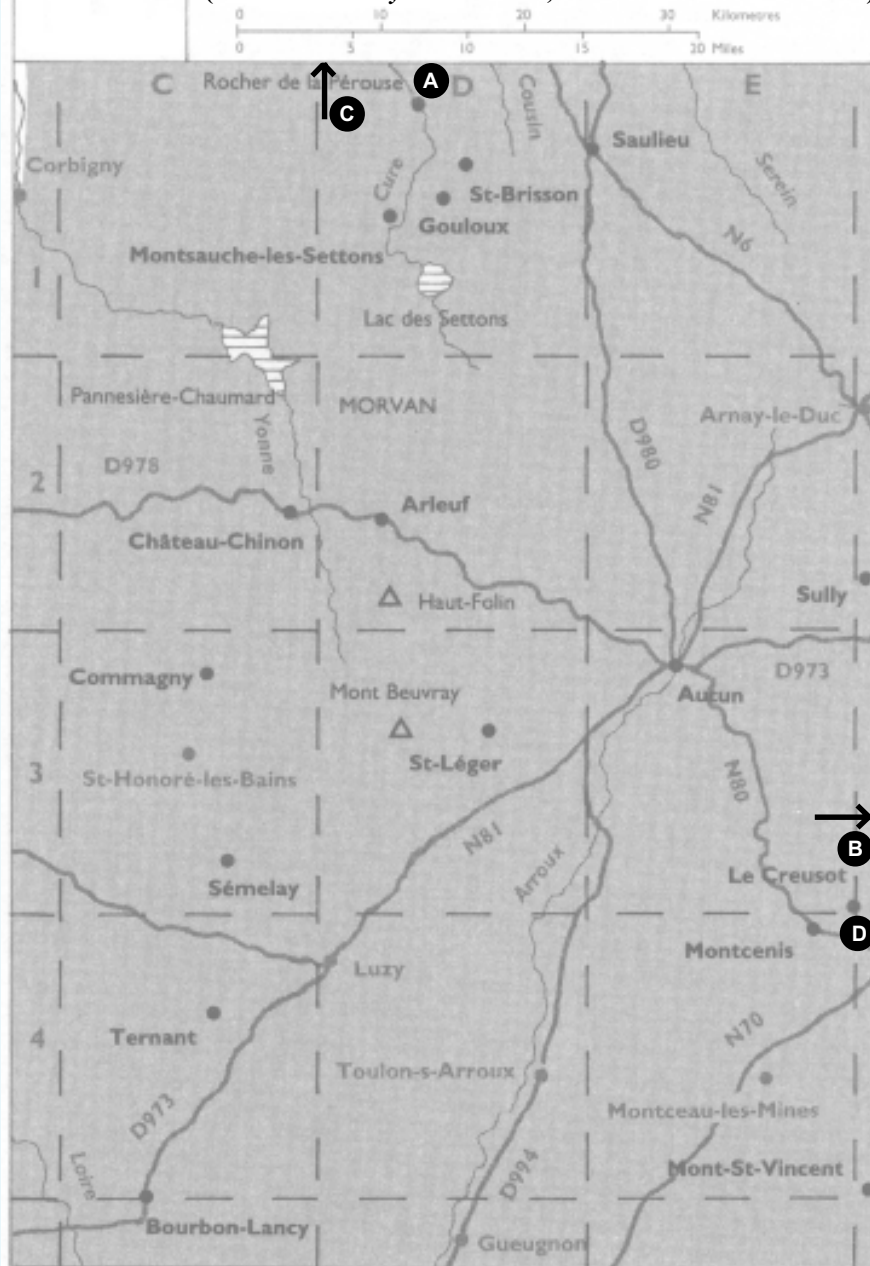 0 10 20 30 Kilometres
0 5 10 15 20 Miles
C D E
Rocher de la Pérouse
A
C
Cousin
Saulieu
Serein
Corbigny
Cure
St-Brisson
Gouloux
N6
Montsauche-les-Settons
1
Lac des Settons
Pannesière-Chaumard
MORVAN
Arnay-le-Duc
Yonne
D980
D978
2
N81
Arleuf
Château-Chinon
Haut-Folin
Sully
Commagny
D973
Mont Beuvray
Autun
St-Léger
3
St-Honoré-les-Bains
N80
N81
B
Arroux
Le Creusot
Sémelay
D
Montcenis
Luzy
N70
Ternant
4
Toulon-s-Arroux
Montceau-les-Mines
D973
Loire
D994
Mont-St-Vincent
Bourbon-Lancy
Gueugnon